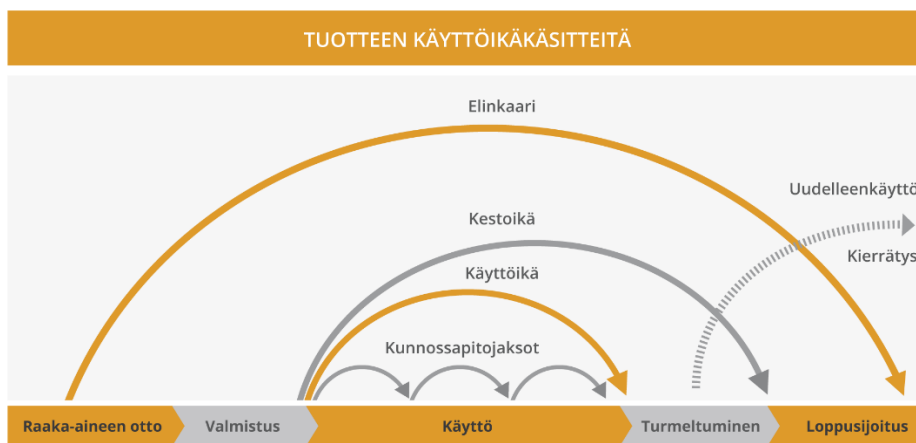 TUOTTEEN KÄYTTÖIKÄKÄSITTEITÄ
Elinkaari
Uudelleenkäyttö
Kestoikä
Kierrätys
Käyttöikä
Kunnossapitojaksot
Raaka-aineen otto
Valmistus
Käyttö
Turmeltuminen
Loppusijoitus